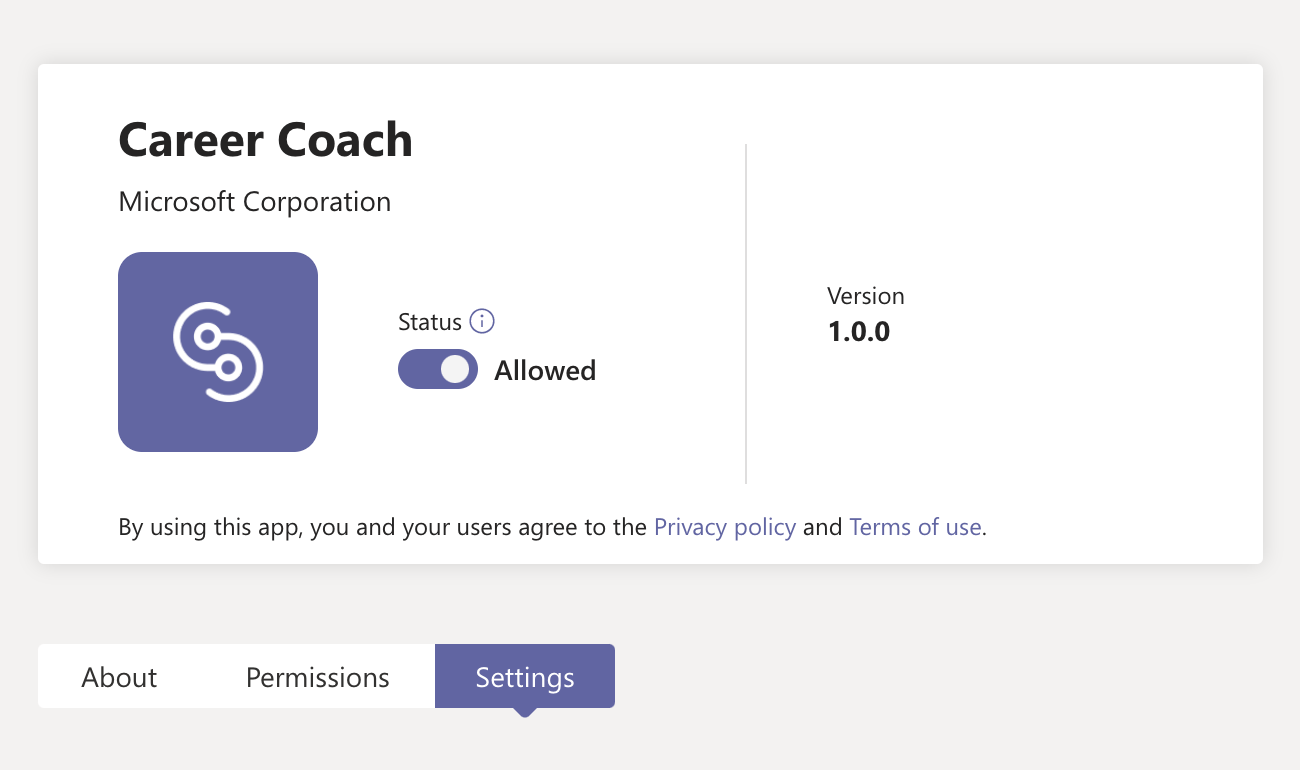 Career Coach
Microsoft Corporation
Status
Allowed
Version
1.0.0
By using this app, you and your users agree to the Privacy policy and Terms of use.
About
Permissions
Settings